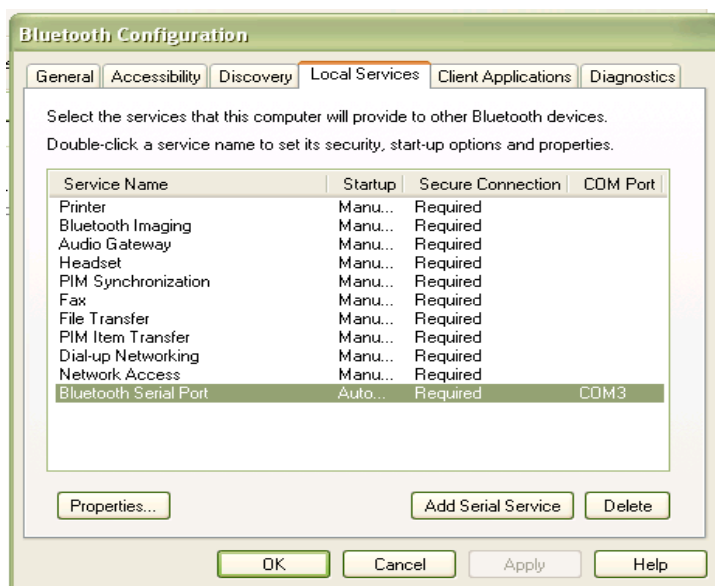 Bluetooth Configuration
General Accessibility Discovery Local Services Client Applications Diagnostics
Select the services that this computer will provide to other Bluetooth devices.
Double-click a service name to set its security, start-up options and properties.
Service Name Startup Secure Connection COM Port
Printer Manu... Required
Bluetooth Imaging Manu... Required
Audio Gateway Manu... Required
Headset Manu... Required
PIM Synchronization Manu... Required
Fax Manu... Required
File Transfer Manu... Required
PIM Item Transfer Manu... Required
Dial-up Networking Manu... Required
Network Access Manu... Required
Bluetooth Serial Port Auto... Required COM3
Properties... Add Serial Service Delete
OK Cancel Apply Help